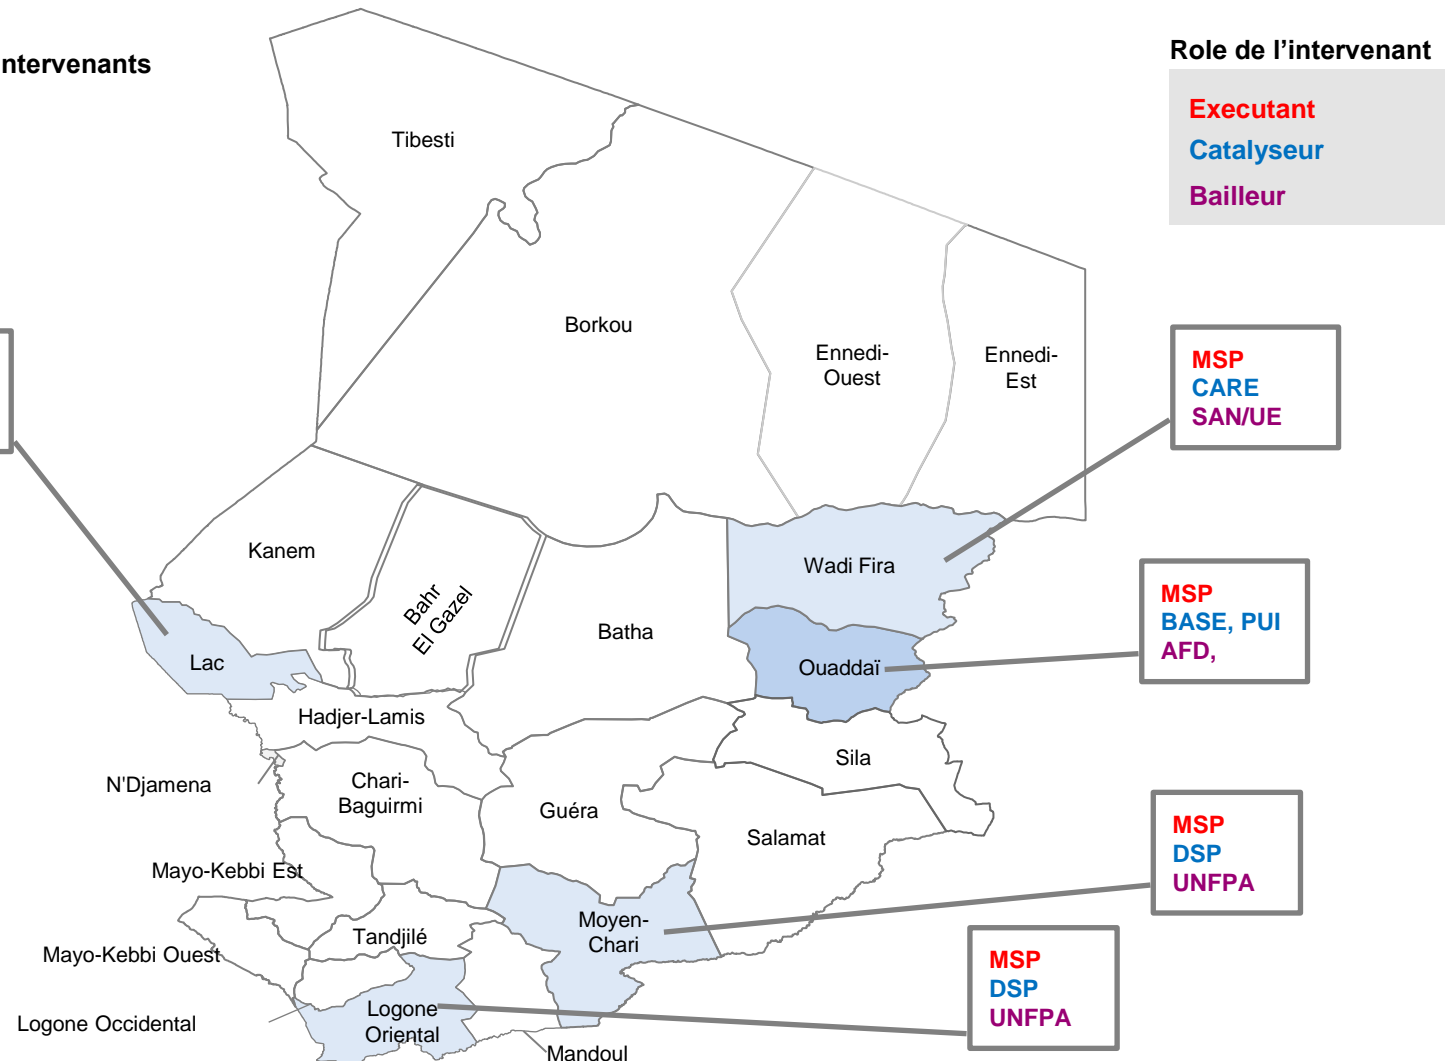 ntervenants
Role de l'intervenant
Executant
Catalyseur
Bailleur
Tibesti
Borkou
Ennedi-
Ouest
Ennedi-
Est
MSP
CARE
SAN/UE
Kanem
Bahr
El Gazel
Batha
Wadi Fira
MSP
BASE, PUI
AFD,
Lac
Ouaddaï
Hadjer-Lamis
Sila
N'Djamena
Chari-
Baguirmi
Guéra
Salamat
MSP
DSP
UNFPA
Mayo-Kebbi Est
Moyen-
Chari
Tandjilé
Mayo-Kebbi Ouest
MSP
DSP
UNFPA
Logone
Oriental
Logone Occidental
Mandoul